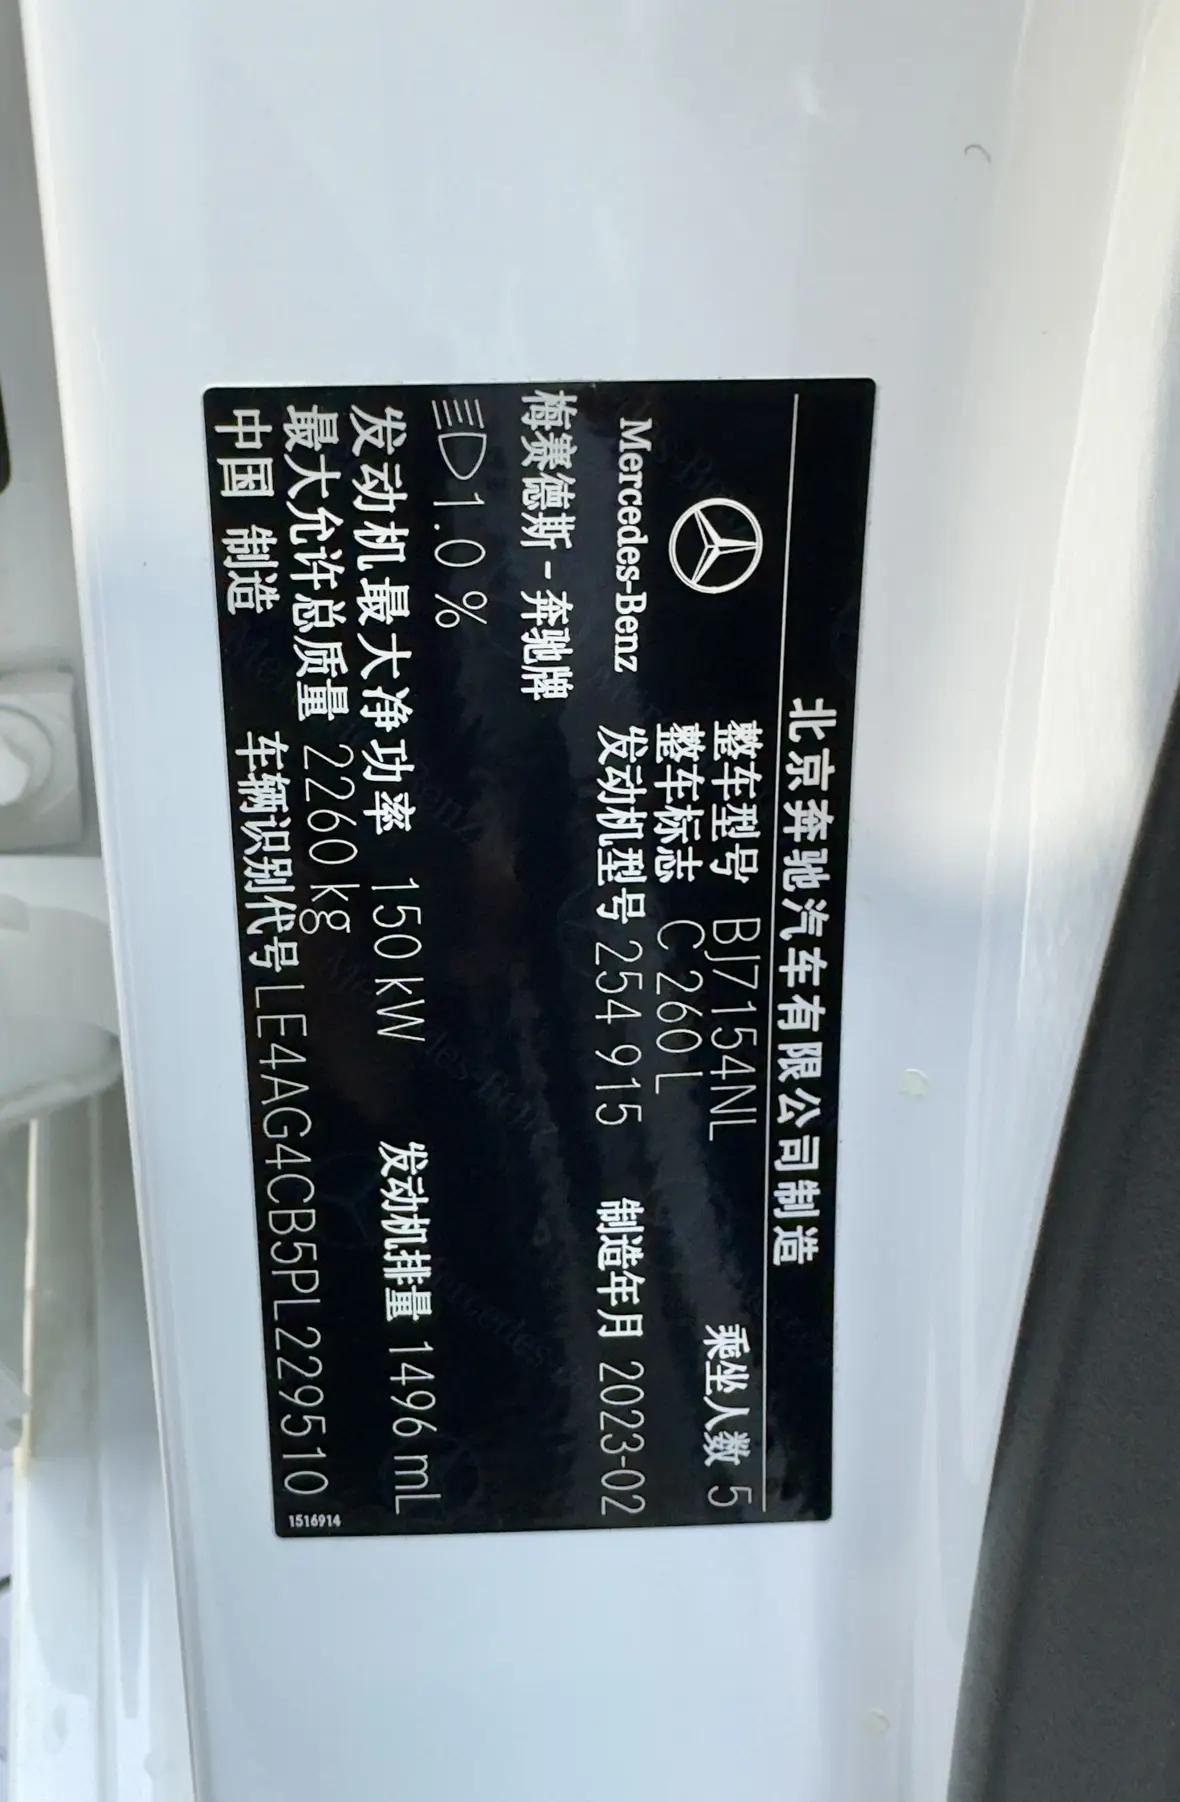 北京奔驰汽车有限公司制造
Mercedes-Benz
梅赛德斯-奔驰牌
整车型号 BJ7154NL 乘坐人数 5
整车标志 C 260 L
发动机型号 254 915 制造年月 2023-02
1.0 %
发动机最大净功率 150 kW 发动机排量 1496 mL
最大允许总质量 2260 kg
中国 制造 车辆识别代号 LE4AG4CB5PL229510
1516914